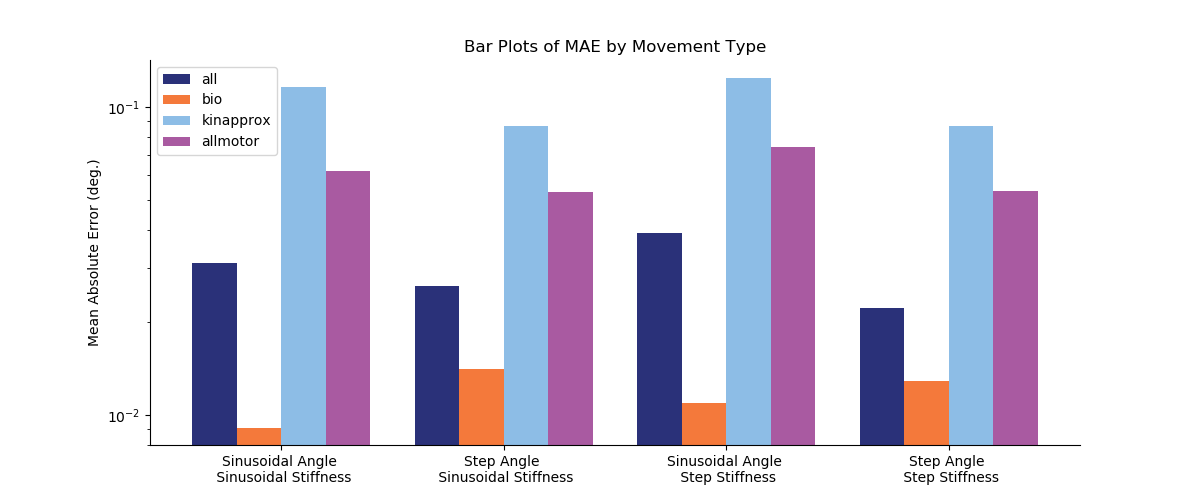 Bar Plots of MAE by Movement Type
all
bio
kinapprox
allmotor
Mean Absolute Error (deg.)
10⁻¹
10⁻²
Sinusoidal Angle
Sinusoidal Stiffness
Step Angle
Sinusoidal Stiffness
Sinusoidal Angle
Step Stiffness
Step Angle
Step Stiffness